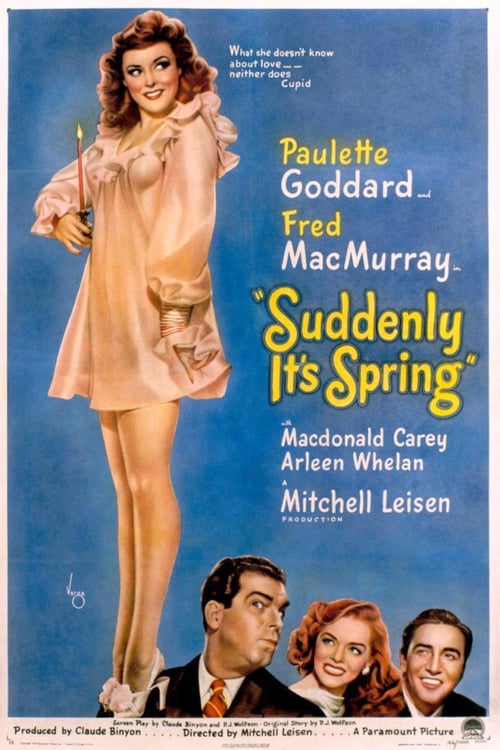 What she doesn't know
about love __
neither does
Cupid
Paulette
Goddard and
Fred
MacMurray in
"Suddenly
It's Spring"
with
Macdonald Carey
Arleen Whelan
A
Mitchell Leisen
PRODUCTION
Vargas
Screen Play by Claude Binyon and P.J. Wolfson - Original Story by P.J. Wolfson
Produced by Claude Binyon ..... Directed by Mitchell Leisen .... A Paramount Picture